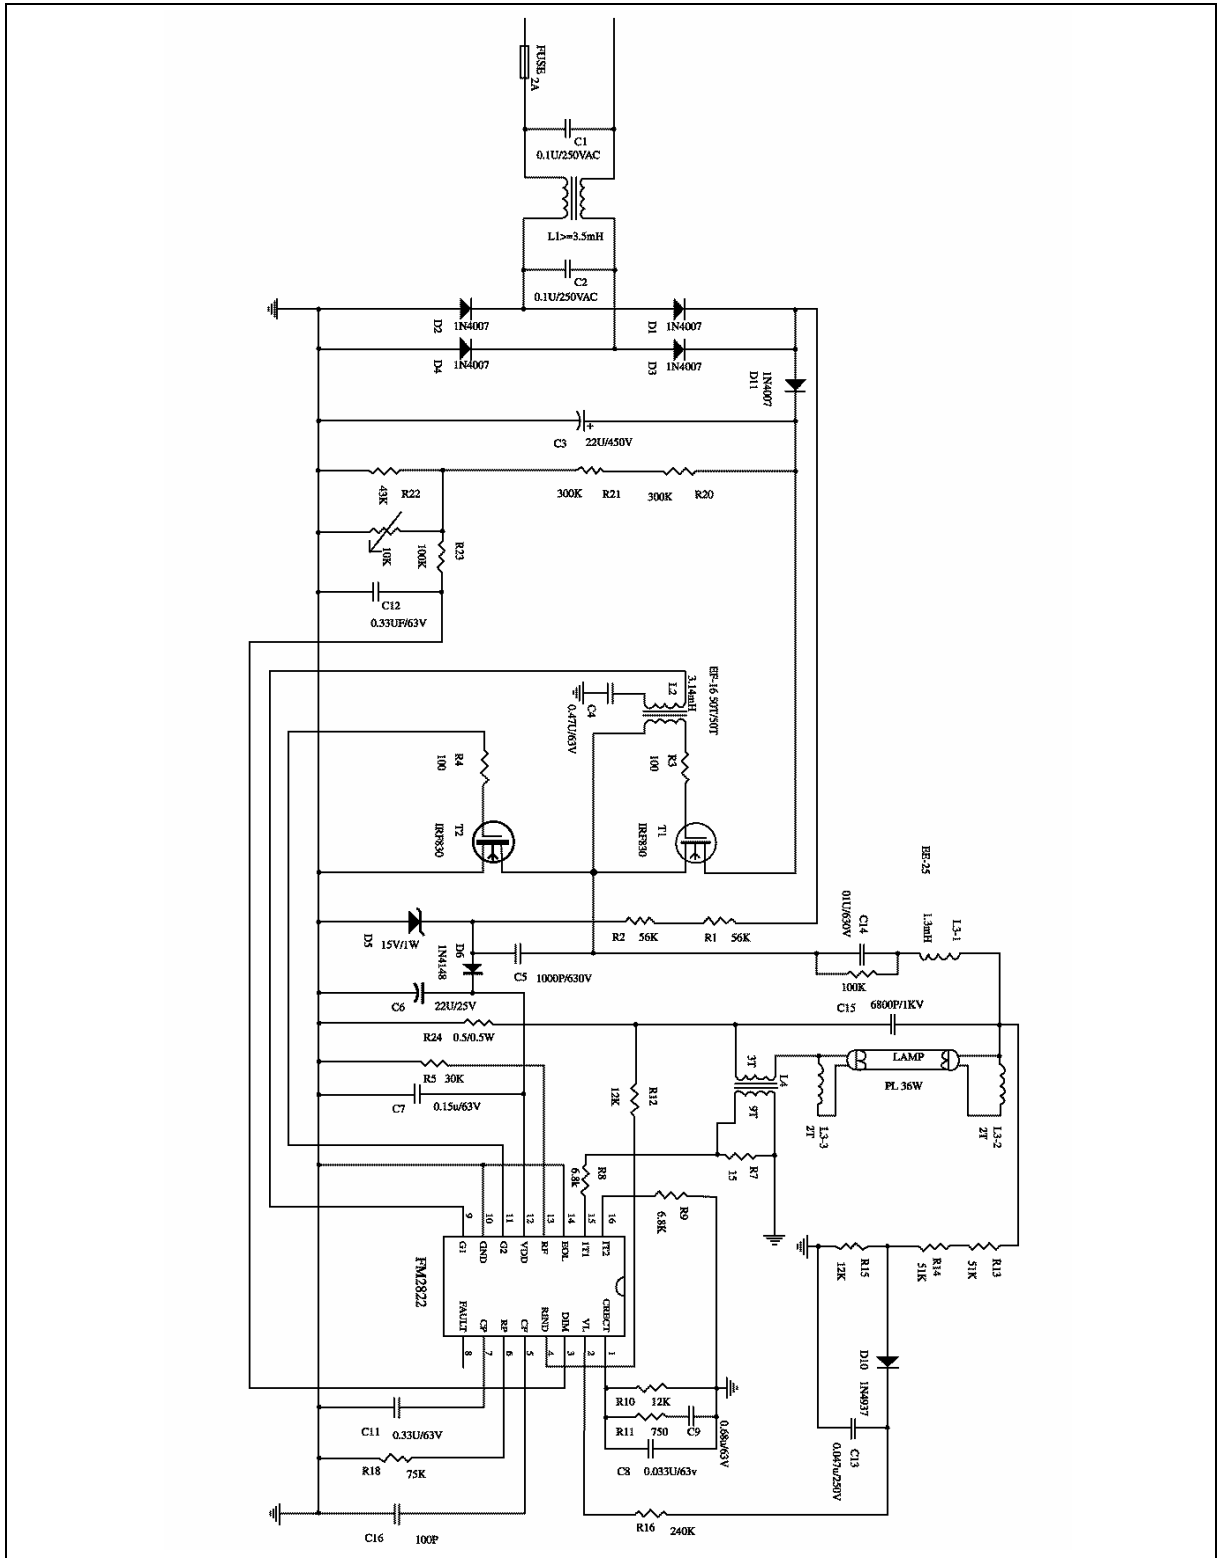 FUSE 2A
C1
0.1U/250VAC
L1>=3.5mH
C2
0.1U/250VAC
D2 1N4007
D1 1N4007
D4 1N4007
D3 1N4007
1N4007
D11
C3 22U/450V
+
43K R22
300K R21
300K R20
10K
100K
R23
C12
0.33UF/63V
EF-16 50T/50T
3.14mH
L2
C4
0.47U/63V
R4
100
R3
100
T2
IRF830
T1
IRF830
EE-25
C14
01U/630V
L3-1
1.3mH
D5 15V/1W
R2 56K R1 56K
D6
1N4148
C5 1000P/630V
100K
C6 22U/25V
C15 6800P/1KV
R24 0.5/0.5W
R5 30K
LAMP
PL 36W
3T
L4
9T
R12
12K
C7 0.15u/63V
L3-3
2T
L3-2
2T
R8
6.8k
R7
15
R9
6.8K
9 10 11 12 13 14 15 16
G1 GND G2 VDD RF EOL IT1 IT2
FM2822
FAULT CP RP CF RIND DIM VL CRECT
8 7 6 5 4 3 2 1
R15
12K
R14
51K
R13
51K
D10 1N4937
R10 12K
R11 750 C9
0.68u/63V
C11 0.33U/63V
C13
0.047u/250V
R18 75K
C8 0.033U/63v
C16 100P
R16 240K